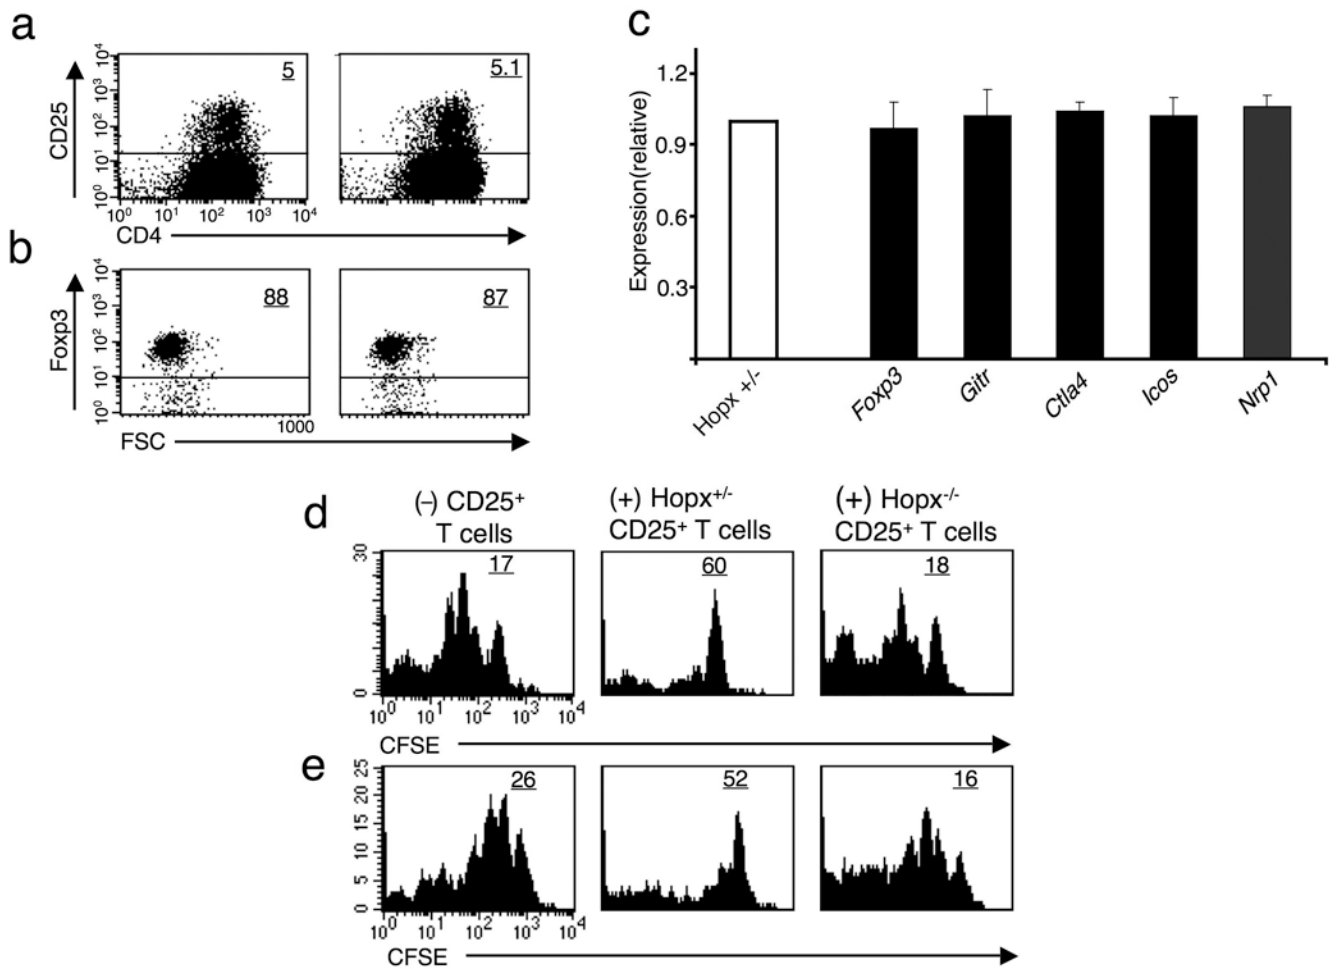 a
5
5.1
CD25
10⁴
10³
10²
10¹
10⁰
10⁰ 10¹ 10² 10³ 10⁴
CD4
b
88
87
Foxp3
10⁴
10³
10²
10¹
10⁰
1000
FSC
c
Expression(relative)
1.2
0.9
0.6
0.3
Hopx +/-
Foxp3
Gitr
Ctla4
Icos
Nrp1
d
(–) CD25⁺
T cells
(+) Hopx⁺/⁻
CD25⁺ T cells
(+) Hopx⁻/⁻
CD25⁺ T cells
30
0
17
60
18
10⁰ 10¹ 10² 10³ 10⁴
CFSE
e
25
20
15
10
5
0
26
52
16
10⁰ 10¹ 10² 10³ 10⁴
CFSE